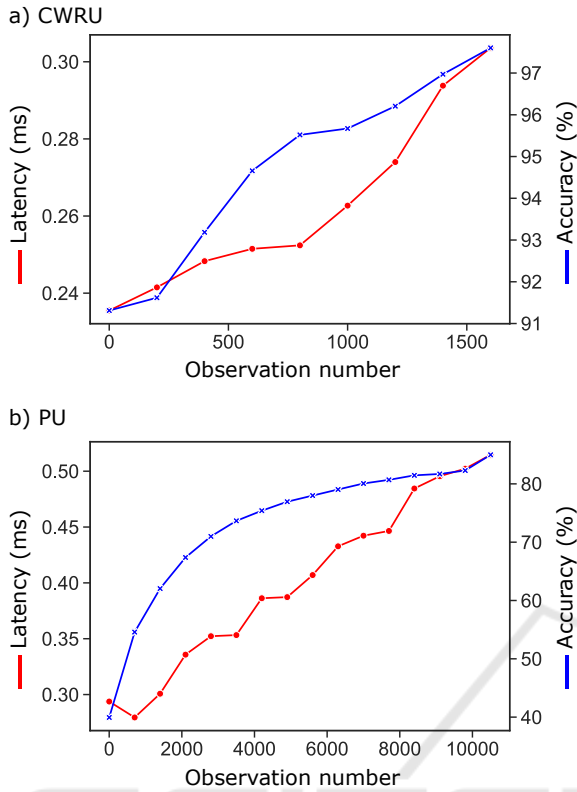 a) CWRU
0.30
0.28
0.26
0.24
Latency (ms)
97
96
95
94
93
92
91
Accuracy (%)
0 500 1000 1500
Observation number
b) PU
0.50
0.45
0.40
0.35
0.30
Latency (ms)
80
70
60
50
40
Accuracy (%)
0 2000 4000 6000 8000 10000
Observation number